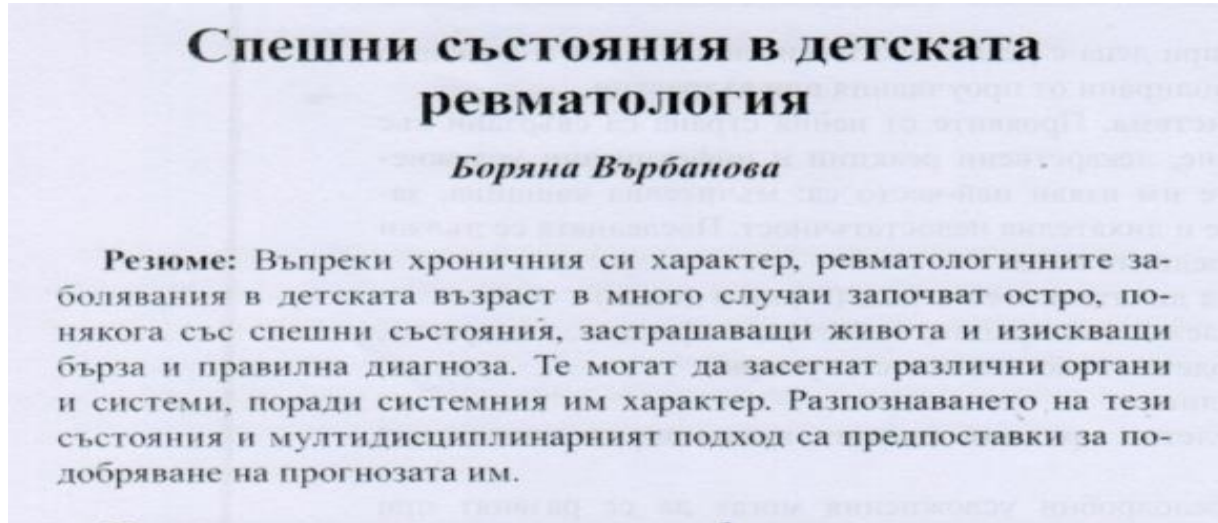 Спешни състояния в детската
ревматология
Боряна Върбанова
Резюме: Въпреки хроничния си характер, ревматологичните за-
болявания в детската възраст в много случаи започват остро, по-
някога със спешни състояния, застрашаващи живота и изискващи
бърза и правилна диагноза. Те могат да засегнат различни органи
и системи, поради системния им характер. Разпознаването на тези
състояния и мултидисциплинарният подход са предпоставки за по-
добряване на прогнозата им.